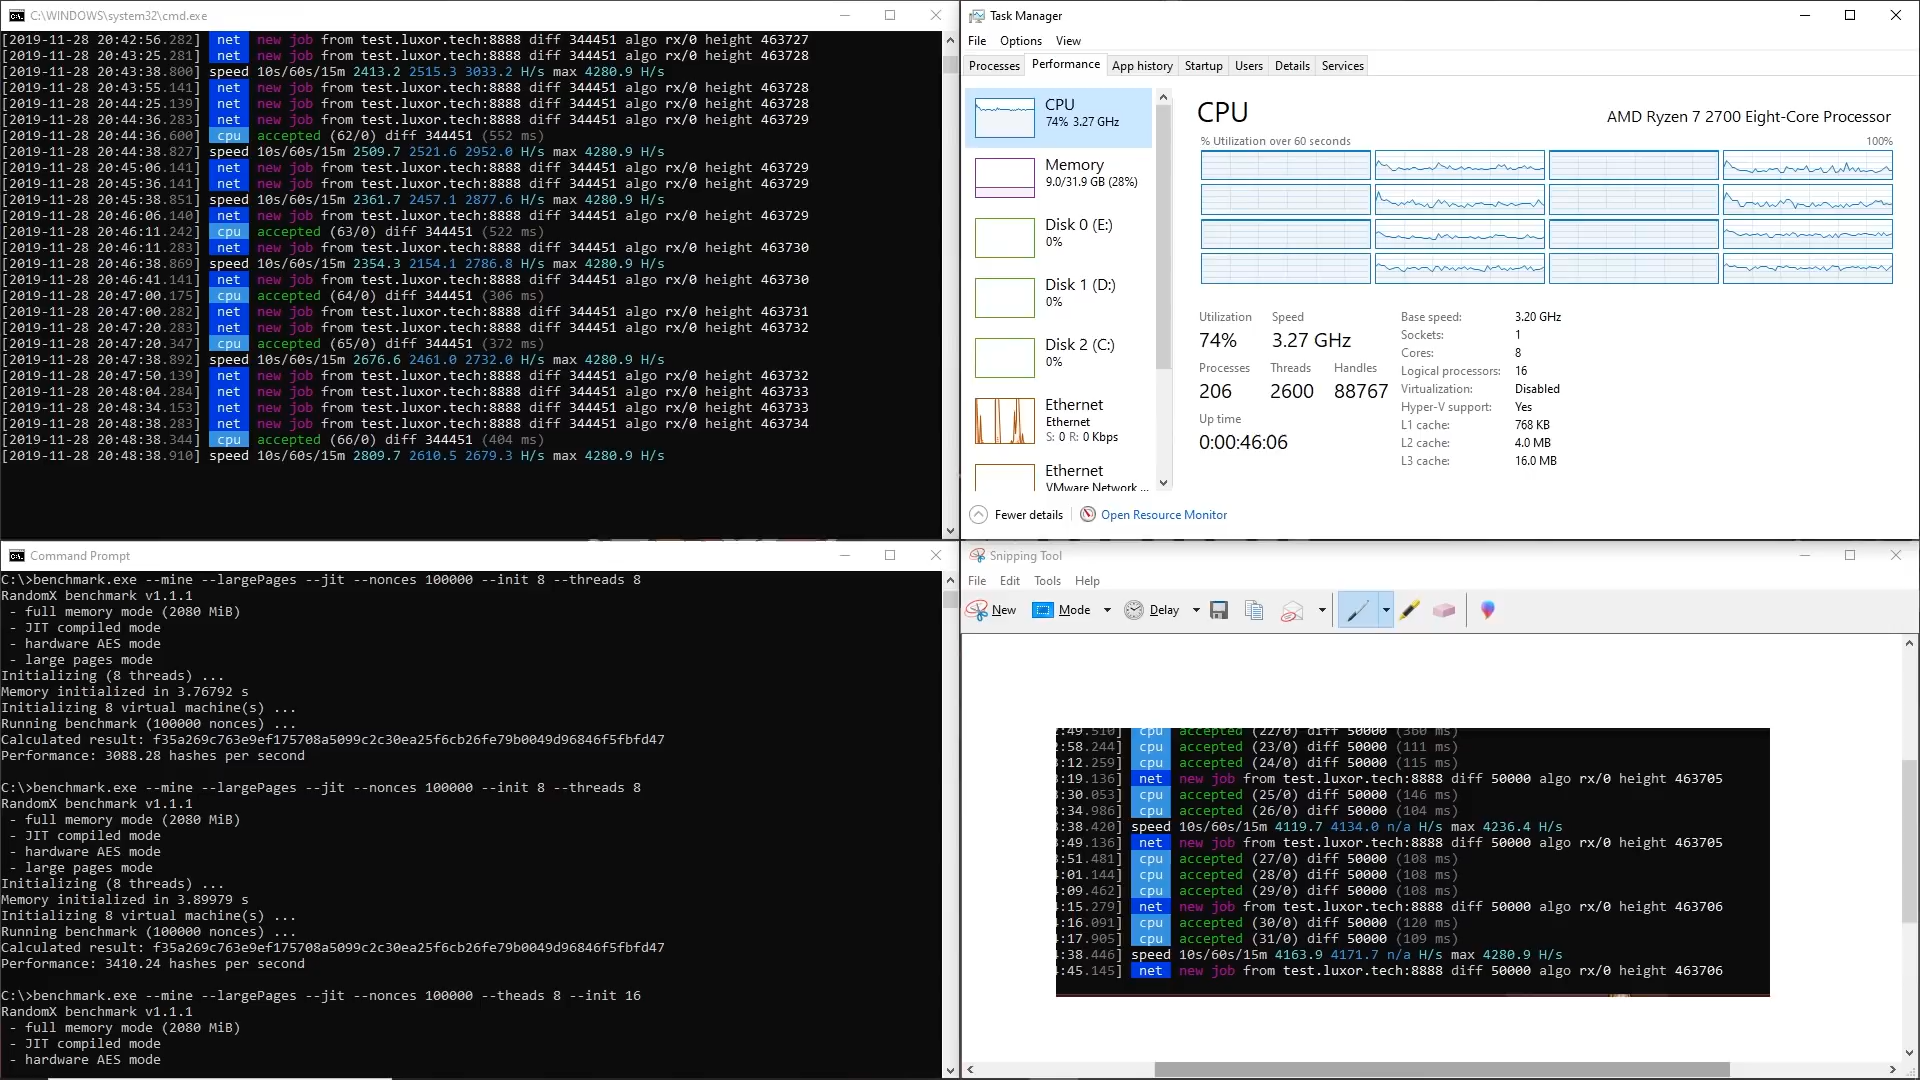 C:\WINDOWS\system32\cmd.exe
[2019-11-28 20:42:56.282] net new job from test.luxor.tech:8888 diff 344451 algo rx/0 height 463727
[2019-11-28 20:43:25.281] net new job from test.luxor.tech:8888 diff 344451 algo rx/0 height 463728
[2019-11-28 20:43:38.800] speed 10s/60s/15m 2413.2 2515.3 3033.2 H/s max 4280.9 H/s
[2019-11-28 20:43:55.141] net new job from test.luxor.tech:8888 diff 344451 algo rx/0 height 463728
[2019-11-28 20:44:25.139] net new job from test.luxor.tech:8888 diff 344451 algo rx/0 height 463728
[2019-11-28 20:44:36.283] net new job from test.luxor.tech:8888 diff 344451 algo rx/0 height 463729
[2019-11-28 20:44:36.600] cpu accepted (62/0) diff 344451 (552 ms)
[2019-11-28 20:44:38.827] speed 10s/60s/15m 2509.7 2521.6 2952.0 H/s max 4280.9 H/s
[2019-11-28 20:45:06.141] net new job from test.luxor.tech:8888 diff 344451 algo rx/0 height 463729
[2019-11-28 20:45:36.141] net new job from test.luxor.tech:8888 diff 344451 algo rx/0 height 463729
[2019-11-28 20:45:38.851] speed 10s/60s/15m 2361.7 2457.1 2877.6 H/s max 4280.9 H/s
[2019-11-28 20:46:06.140] net new job from test.luxor.tech:8888 diff 344451 algo rx/0 height 463729
[2019-11-28 20:46:11.242] cpu accepted (63/0) diff 344451 (522 ms)
[2019-11-28 20:46:11.283] net new job from test.luxor.tech:8888 diff 344451 algo rx/0 height 463730
[2019-11-28 20:46:38.869] speed 10s/60s/15m 2354.3 2154.1 2786.8 H/s max 4280.9 H/s
[2019-11-28 20:46:41.141] net new job from test.luxor.tech:8888 diff 344451 algo rx/0 height 463730
[2019-11-28 20:47:00.175] cpu accepted (64/0) diff 344451 (306 ms)
[2019-11-28 20:47:00.282] net new job from test.luxor.tech:8888 diff 344451 algo rx/0 height 463731
[2019-11-28 20:47:20.283] net new job from test.luxor.tech:8888 diff 344451 algo rx/0 height 463732
[2019-11-28 20:47:20.347] cpu accepted (65/0) diff 344451 (372 ms)
[2019-11-28 20:47:38.892] speed 10s/60s/15m 2676.6 2461.0 2732.0 H/s max 4280.9 H/s
[2019-11-28 20:47:50.139] net new job from test.luxor.tech:8888 diff 344451 algo rx/0 height 463732
[2019-11-28 20:48:04.284] net new job from test.luxor.tech:8888 diff 344451 algo rx/0 height 463733
[2019-11-28 20:48:34.153] net new job from test.luxor.tech:8888 diff 344451 algo rx/0 height 463733
[2019-11-28 20:48:38.283] net new job from test.luxor.tech:8888 diff 344451 algo rx/0 height 463734
[2019-11-28 20:48:38.344] cpu accepted (66/0) diff 344451 (404 ms)
[2019-11-28 20:48:38.910] speed 10s/60s/15m 2809.7 2610.5 2679.3 H/s max 4280.9 H/s
Task Manager
File Options View
Processes Performance App history Startup Users Details Services
CPU
74% 3.27 GHz
Memory
9.0/31.9 GB (28%)
Disk 0 (E:)
0%
Disk 1 (D:)
0%
Disk 2 (C:)
0%
Ethernet
Ethernet
S: 0 R: 0 Kbps
Ethernet
VMware Network ...
CPU
AMD Ryzen 7 2700 Eight-Core Processor
% Utilization over 60 seconds 100%
Utilization Speed
74% 3.27 GHz
Processes Threads Handles
206 2600 88767
Up time
0:00:46:06
Base speed: 3.20 GHz
Sockets: 1
Cores: 8
Logical processors: 16
Virtualization: Disabled
Hyper-V support: Yes
L1 cache: 768 KB
L2 cache: 4.0 MB
L3 cache: 16.0 MB
Fewer details Open Resource Monitor
Command Prompt
C:\>benchmark.exe --mine --largePages --jit --nonces 100000 --init 8 --threads 8
RandomX benchmark v1.1.1
- full memory mode (2080 MiB)
- JIT compiled mode
- hardware AES mode
- large pages mode
Initializing (8 threads) ...
Memory initialized in 3.76792 s
Initializing 8 virtual machine(s) ...
Running benchmark (100000 nonces) ...
Calculated result: f35a269c763e9ef175708a5099c2c30ea25f6cb26fe79b0049d96846f5fbfd47
Performance: 3088.28 hashes per second
C:\>benchmark.exe --mine --largePages --jit --nonces 100000 --init 8 --threads 8
RandomX benchmark v1.1.1
- full memory mode (2080 MiB)
- JIT compiled mode
- hardware AES mode
- large pages mode
Initializing (8 threads) ...
Memory initialized in 3.89979 s
Initializing 8 virtual machine(s) ...
Running benchmark (100000 nonces) ...
Calculated result: f35a269c763e9ef175708a5099c2c30ea25f6cb26fe79b0049d96846f5fbfd47
Performance: 3410.24 hashes per second
C:\>benchmark.exe --mine --largePages --jit --nonces 100000 --theads 8 --init 16
RandomX benchmark v1.1.1
- full memory mode (2080 MiB)
- JIT compiled mode
- hardware AES mode
Snipping Tool
File Edit Tools Help
New Mode Delay
:49.510] cpu accepted (22/0) diff 50000 (360 ms)
:58.244] cpu accepted (23/0) diff 50000 (111 ms)
:12.259] cpu accepted (24/0) diff 50000 (115 ms)
:19.136] net new job from test.luxor.tech:8888 diff 50000 algo rx/0 height 463705
:30.053] cpu accepted (25/0) diff 50000 (146 ms)
:34.986] cpu accepted (26/0) diff 50000 (104 ms)
:38.420] speed 10s/60s/15m 4119.7 4134.0 n/a H/s max 4236.4 H/s
:49.136] net new job from test.luxor.tech:8888 diff 50000 algo rx/0 height 463705
:51.481] cpu accepted (27/0) diff 50000 (108 ms)
:01.144] cpu accepted (28/0) diff 50000 (108 ms)
:09.462] cpu accepted (29/0) diff 50000 (108 ms)
:15.279] net new job from test.luxor.tech:8888 diff 50000 algo rx/0 height 463706
:16.091] cpu accepted (30/0) diff 50000 (120 ms)
:17.905] cpu accepted (31/0) diff 50000 (109 ms)
:38.446] speed 10s/60s/15m 4163.9 4171.7 n/a H/s max 4280.9 H/s
:45.145] net new job from test.luxor.tech:8888 diff 50000 algo rx/0 height 463706